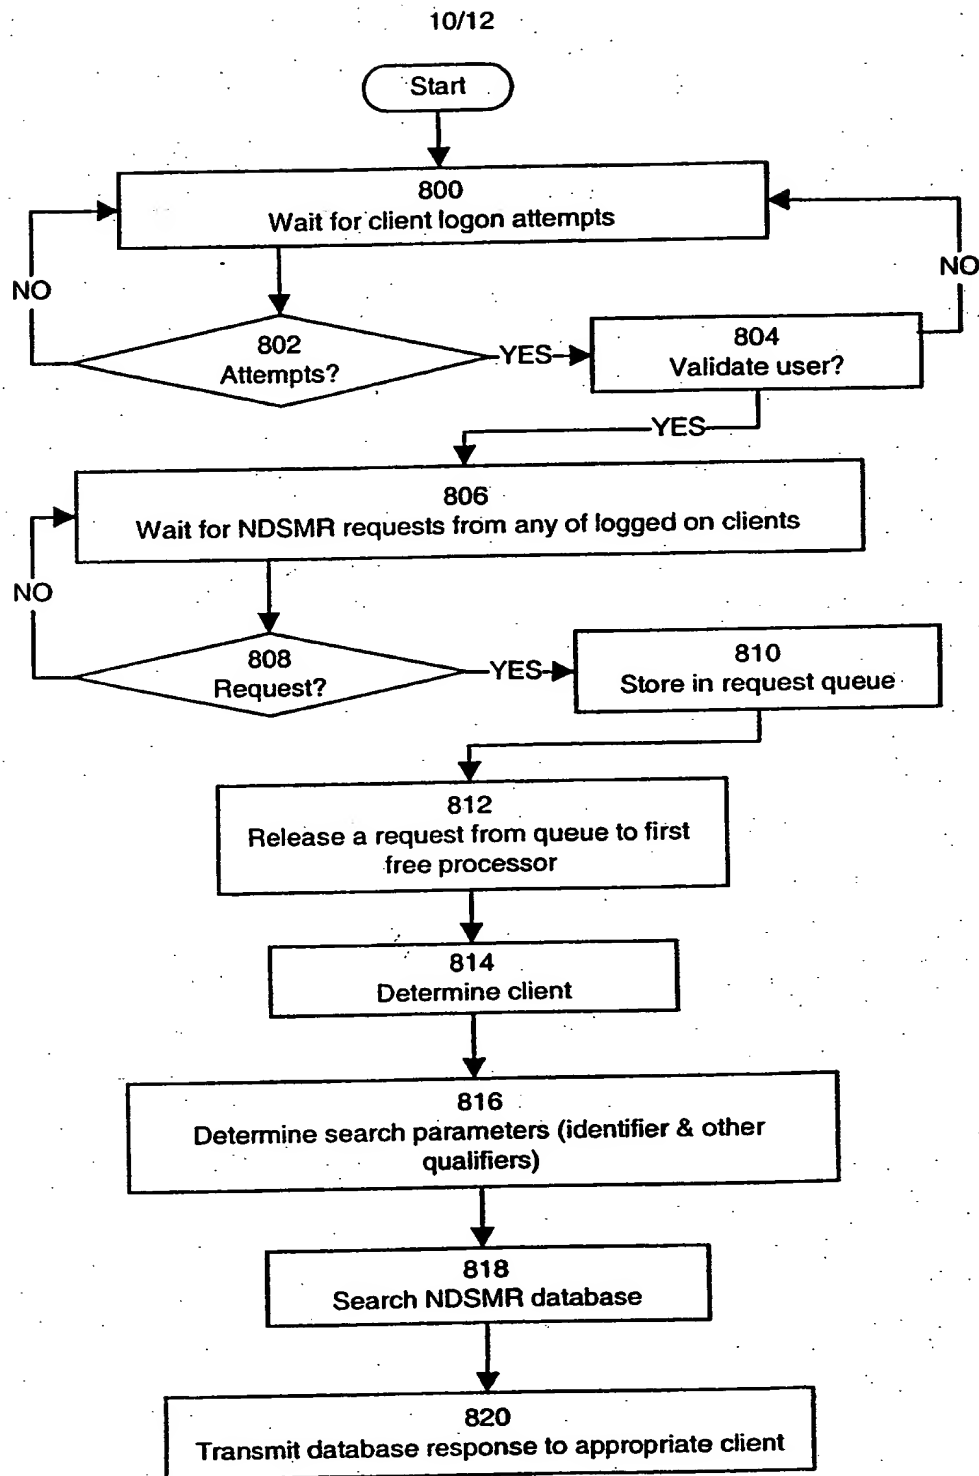 10/12
Start
800
Wait for client logon attempts
NO
NO
802
Attempts?
YES
804
Validate user?
YES
806
Wait for NDSMR requests from any of logged on clients
NO
808
Request?
YES
810
Store in request queue
812
Release a request from queue to first
free processor
814
Determine client
816
Determine search parameters (identifier & other
qualifiers)
818
Search NDSMR database
820
Transmit database response to appropriate client